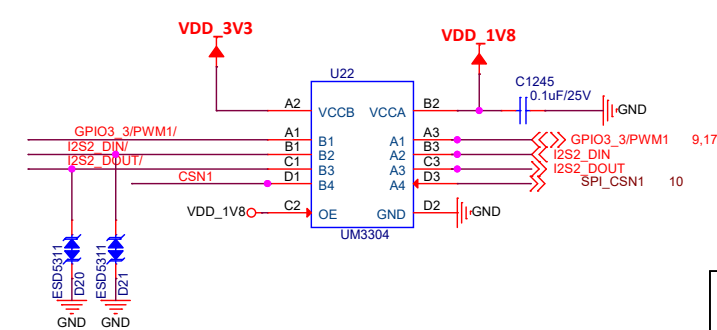 VDD_3V3
VDD_1V8
U22
C1245
0.1uF/25V
GND
A2 VCCB VCCA B2
GPIO3_3/PWM1/ A1 B1 A1 A3 GPIO3_3/PWM1 9,17
I2S2_DIN/ B1 B2 A2 B3 I2S2_DIN
I2S2_DOUT/ C1 B3 A3 C3 I2S2_DOUT
CSN1 D1 B4 A4 D3 SPI_CSN1 10
VDD_1V8 C2 OE GND D2 GND
UM3304
ESD5311
D20
ESD5311
D21
GND
GND